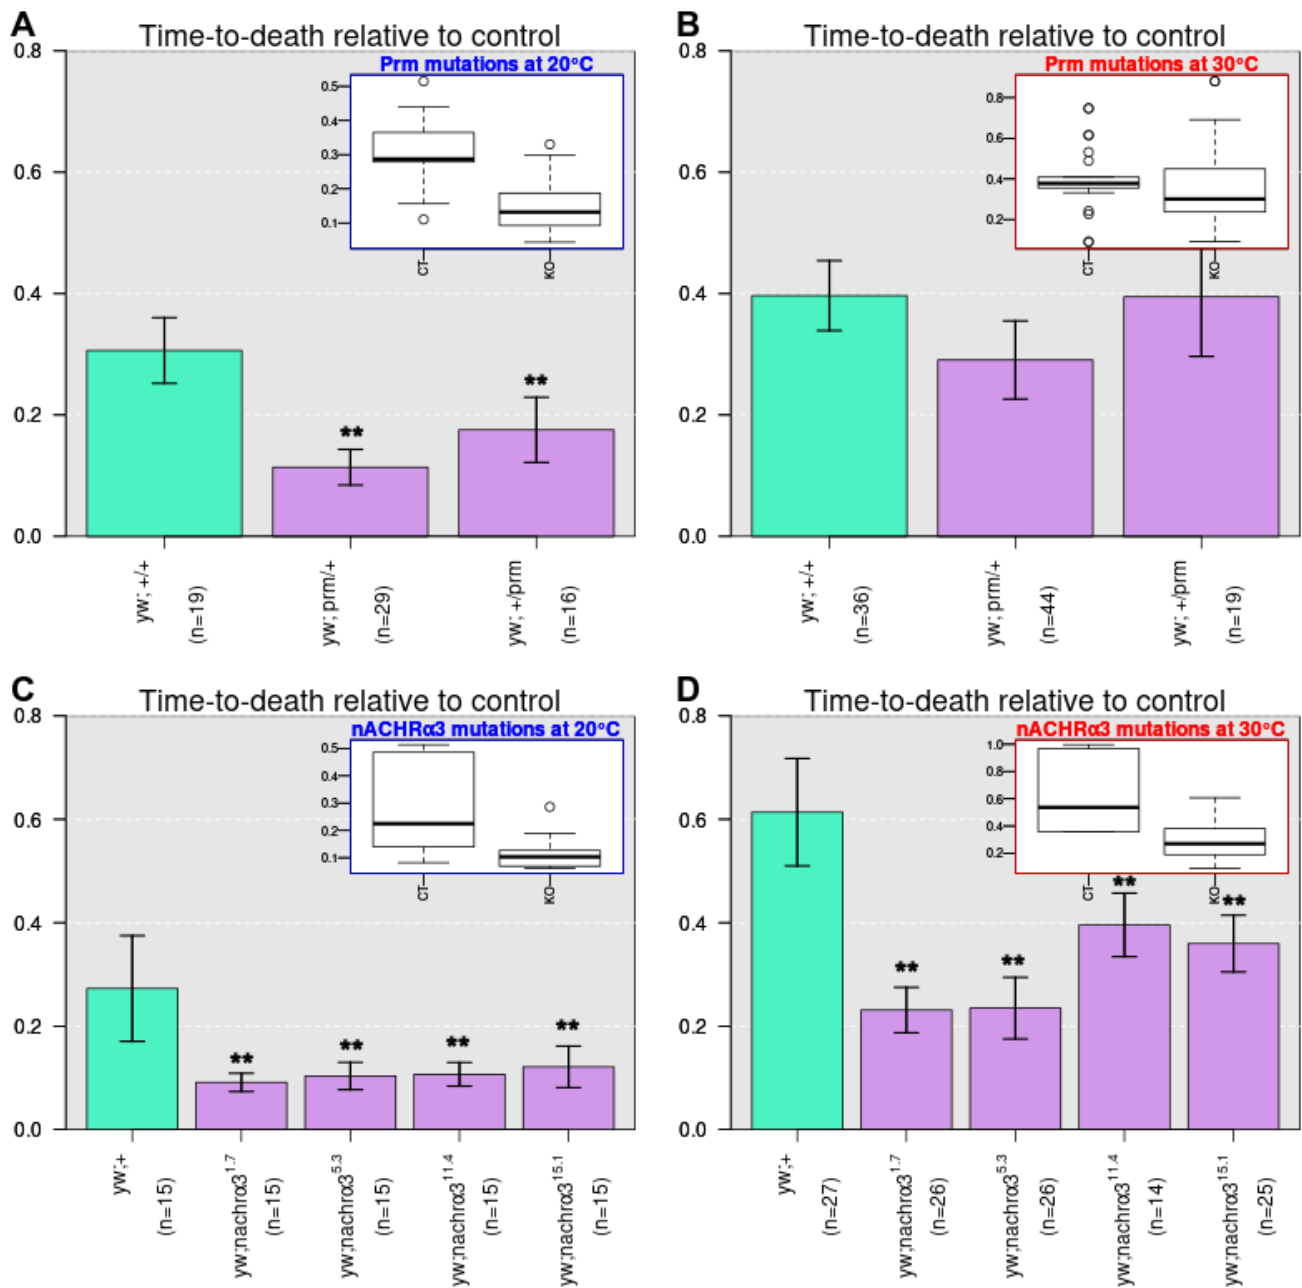 A
Time-to-death relative to control
Prm mutations at 20°C
0.8
0.6
0.4
0.2
0.0
0.5
0.4
0.3
0.2
0.1
CT
KO
**
**
yw; +/+
(n=19)
yw; prm/+
(n=29)
yw; +/prm
(n=16)
B
Time-to-death relative to control
Prm mutations at 30°C
0.8
0.6
0.4
0.2
0.0
0.8
0.6
0.4
0.2
CT
KO
yw; +/+
(n=36)
yw; prm/+
(n=44)
yw; +/prm
(n=19)
C
Time-to-death relative to control
nACHRα3 mutations at 20°C
0.8
0.6
0.4
0.2
0.0
0.5
0.4
0.3
0.2
0.1
CT
KO
**
**
**
**
yw;+
(n=15)
yw;nachrα3^1.7
(n=15)
yw;nachrα3^5.3
(n=15)
yw;nachrα3^11.4
(n=15)
yw;nachrα3^15.1
(n=15)
D
Time-to-death relative to control
nACHRα3 mutations at 30°C
0.8
0.6
0.4
0.2
0.0
1.0
0.8
0.6
0.4
0.2
CT
KO
**
**
**
**
yw;+
(n=27)
yw;nachrα3^1.7
(n=26)
yw;nachrα3^5.3
(n=26)
yw;nachrα3^11.4
(n=14)
yw;nachrα3^15.1
(n=25)